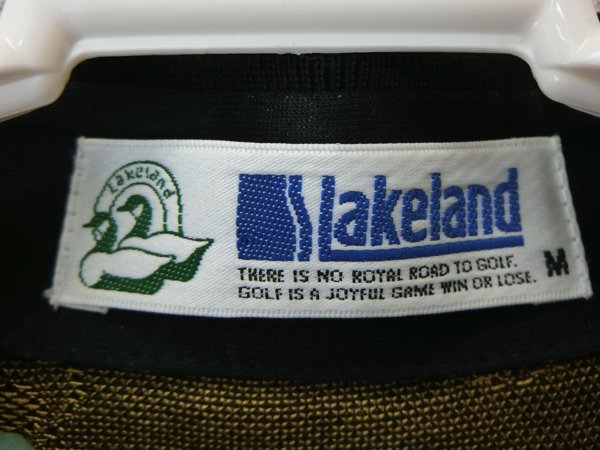 Lakeland
Lakeland
THERE IS NO ROYAL ROAD TO GOLF.
GOLF IS A JOYFUL GAME WIN OR LOSE.
M